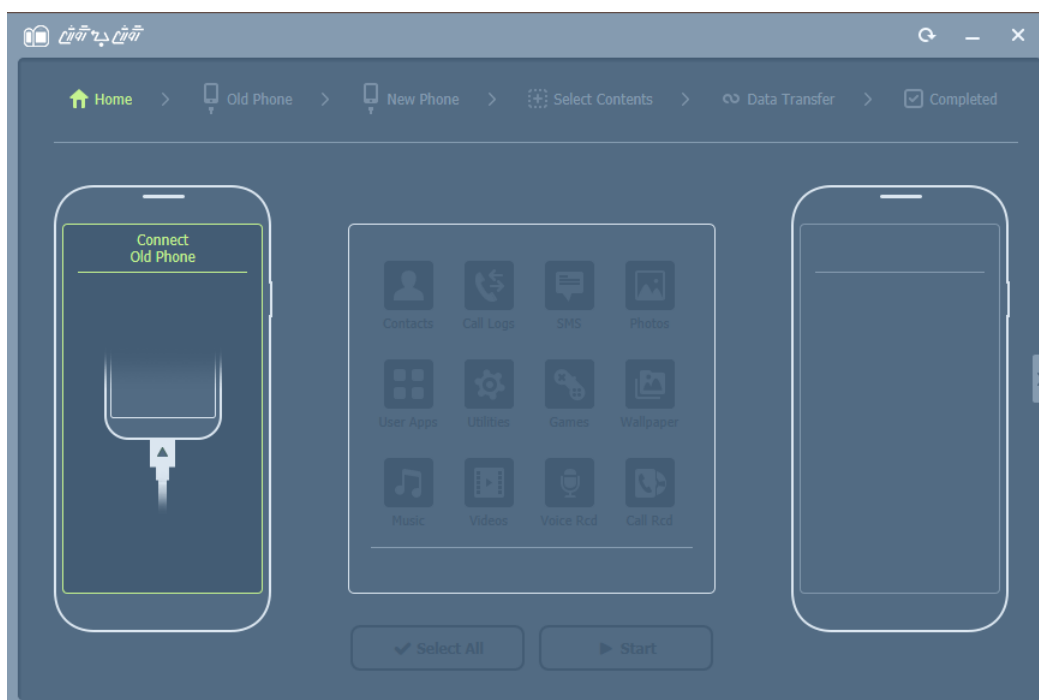 Home > Old Phone > New Phone > Select Contents > Data Transfer > Completed
Connect
Old Phone
Contacts Call Logs SMS Photos
User Apps Utilities Games Wallpaper
Music Videos Voice Rcd Call Rcd
Select All Start